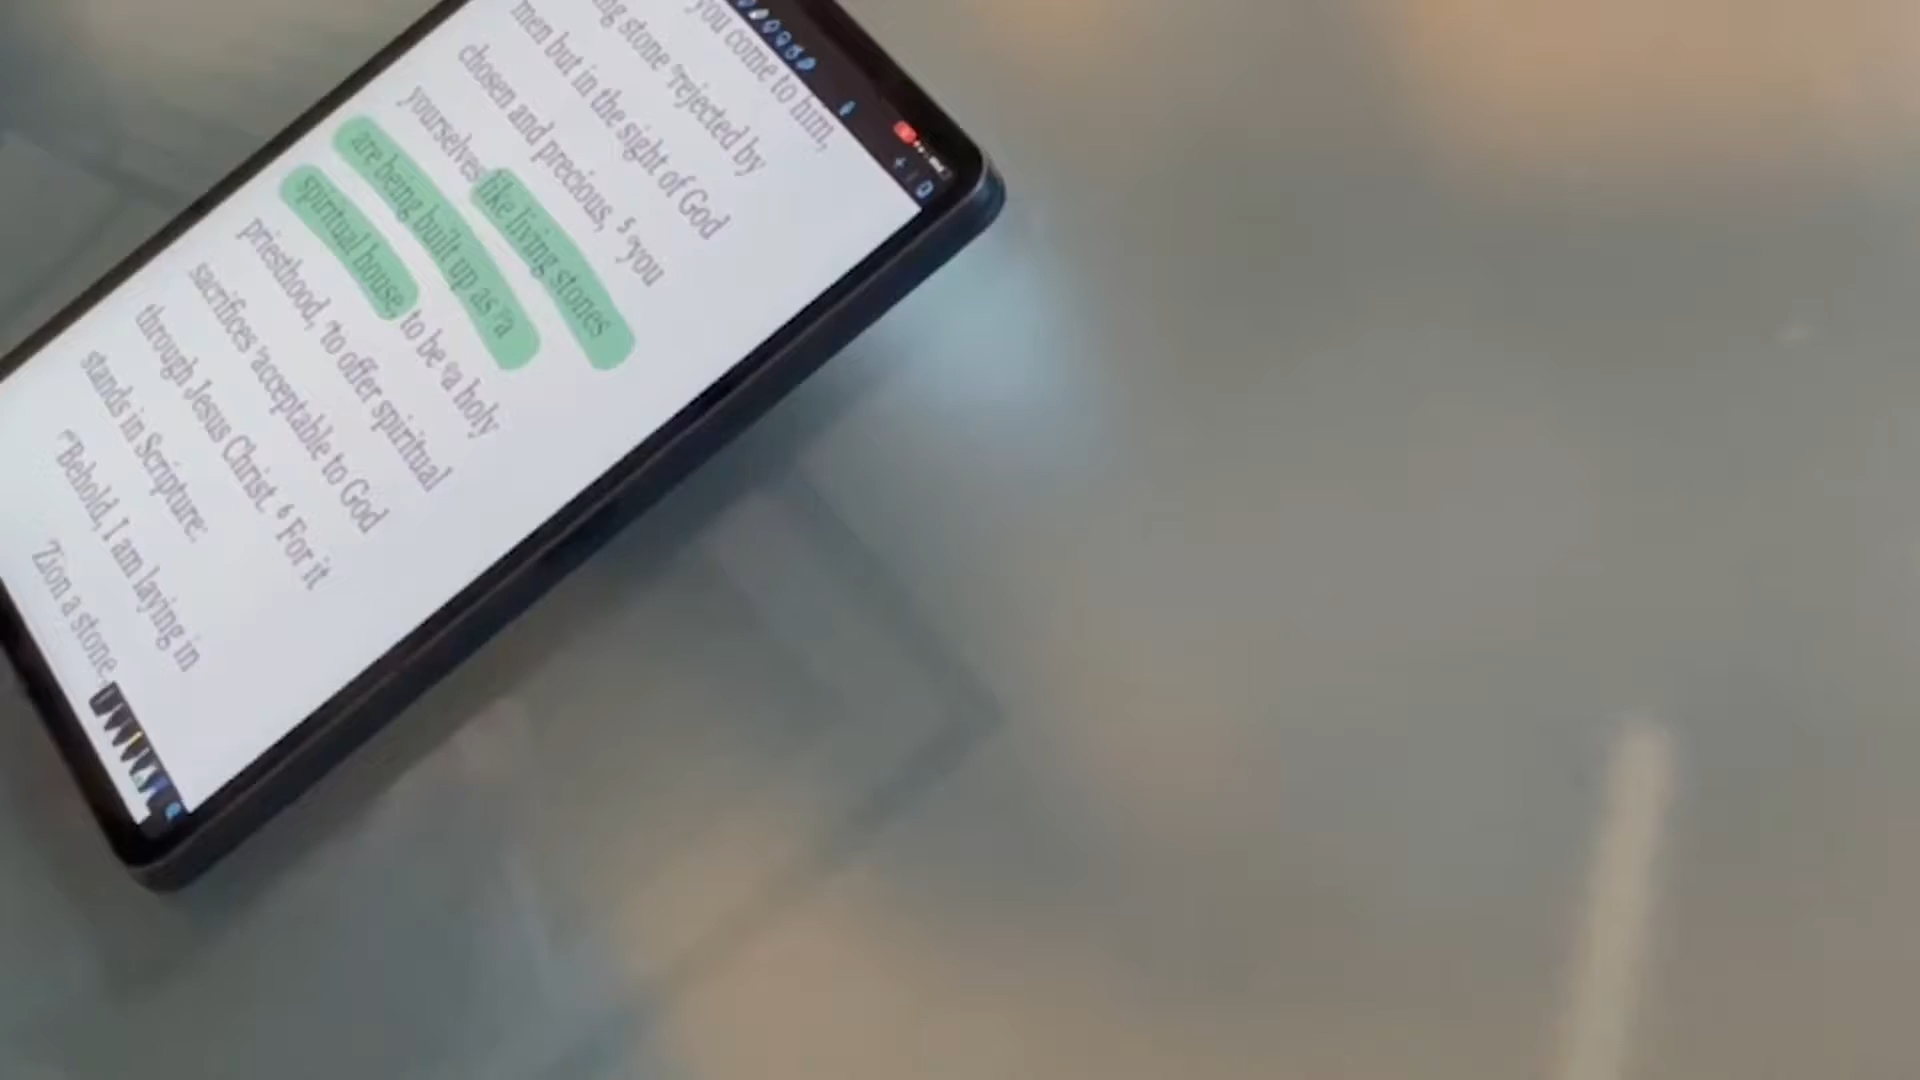 you come to him,
ng stone "rejected by
men but in the sight of God
chosen and precious, 5 you
yourselves like living stones
are being built up as a
spiritual house, to be a holy
priesthood, to offer spiritual
sacrifices acceptable to God
through Jesus Christ. 6 For it
stands in Scripture:
"Behold, I am laying in
Zion a stone,